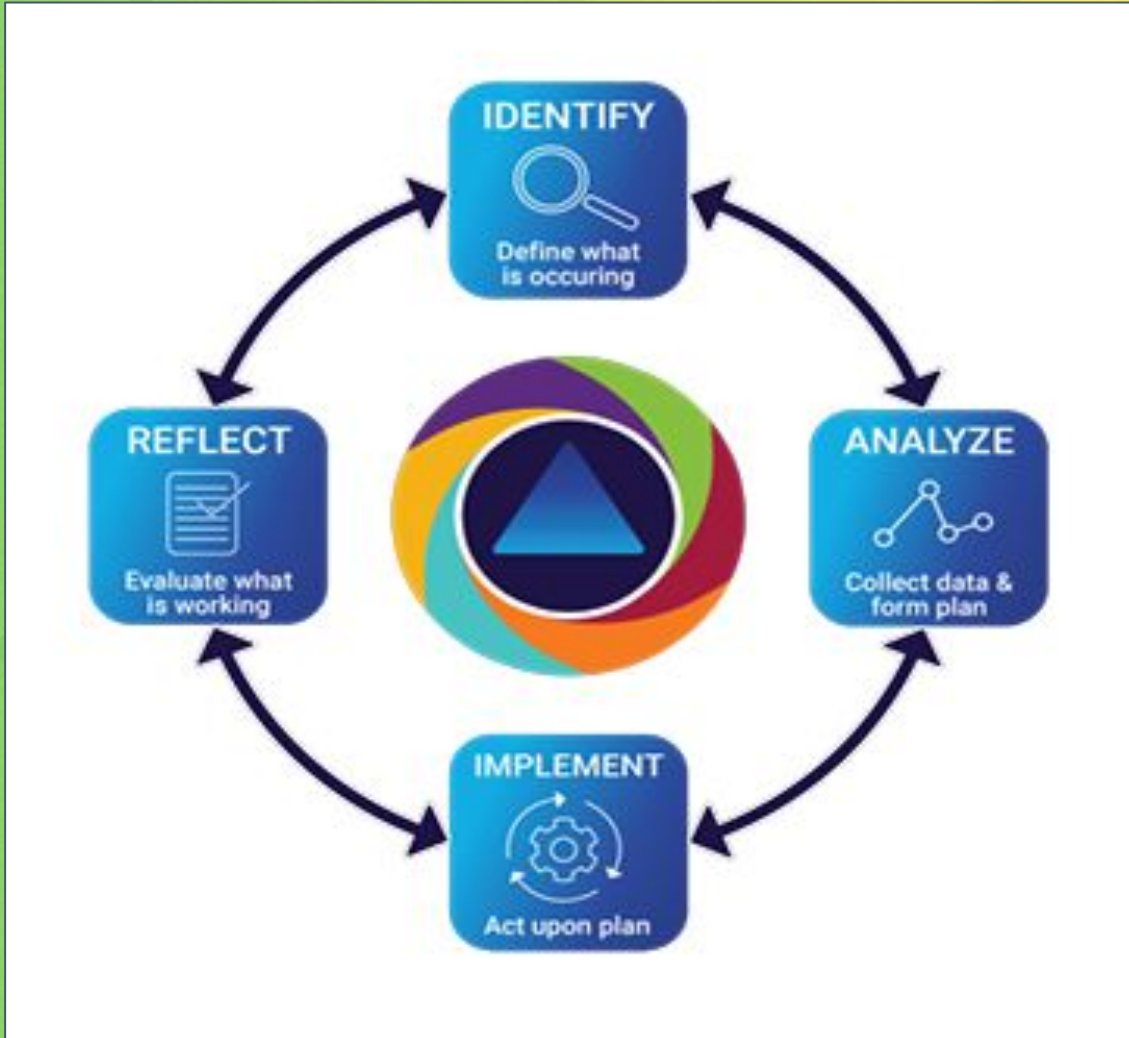 IDENTIFY
Define what
is occuring
ANALYZE
Collect data &
form plan
IMPLEMENT
Act upon plan
REFLECT
Evaluate what
is working